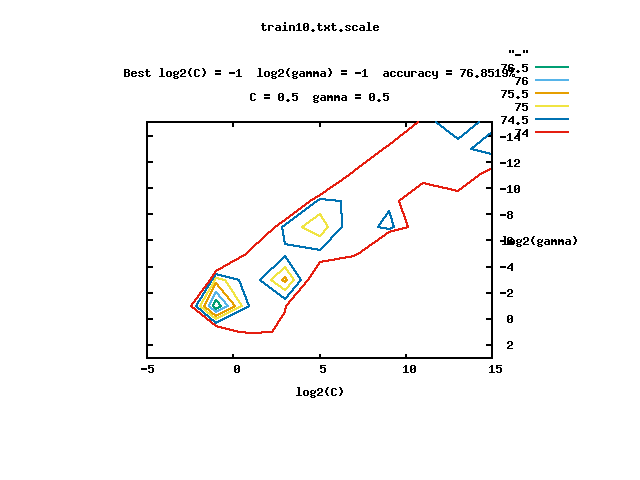 train10.txt.scale
"-"
Best log2(C) = -1  log2(gamma) = -1  accuracy = 76.8519%
C = 0.5  gamma = 0.5
76.5
76
75.5
75
74.5
74
-14
-12
-10
-8
-6
log2(gamma)
-4
-2
0
2
-5 0 5 10 15
log2(C)